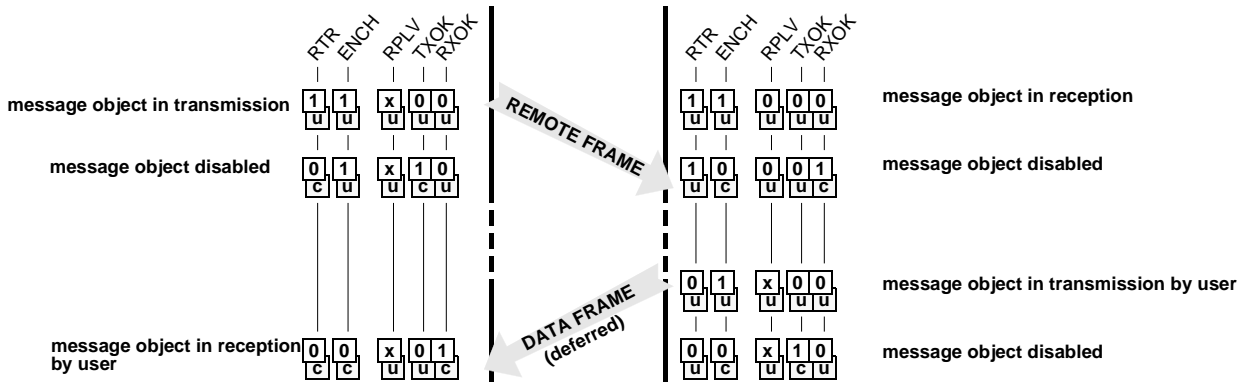 RTR ENCH RPLV TXOK RXOK
RTR ENCH RPLV TXOK RXOK
message object in transmission 1 1 x 0 0
u u u u u
REMOTE FRAME
1 1 0 0 0 message object in reception
u u u u u
message object disabled 0 1 x 1 0
c u u c u
1 0 0 0 1 message object disabled
u c u u c
0 1 x 0 0 message object in transmission by user
u u u u u
DATA FRAME
(deferred)
message object in reception
by user
0 0 x 0 1
c c u u c
0 0 x 1 0 message object disabled
u c u c u